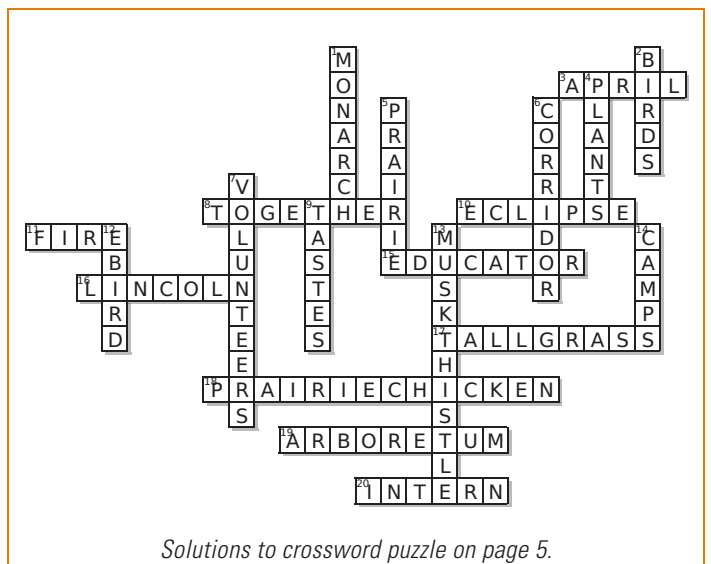 1 MONARCH
2 BIRDS
3 APRIL
4 PLANTS
5 PRAIRIE
6 CORRIDOR
7 VOLUNTEERS
8 TOGETHER
9 TASTES
10 ECLIPSE
11 FIRE
12 EBIRD
13 MUSKTHISTLE
14 CAMPS
15 EDUCATOR
16 LINCOLN
17 TALLGRASS
18 PRAIRIECHICKEN
19 ARBORETUM
20 INTERN
Solutions to crossword puzzle on page 5.